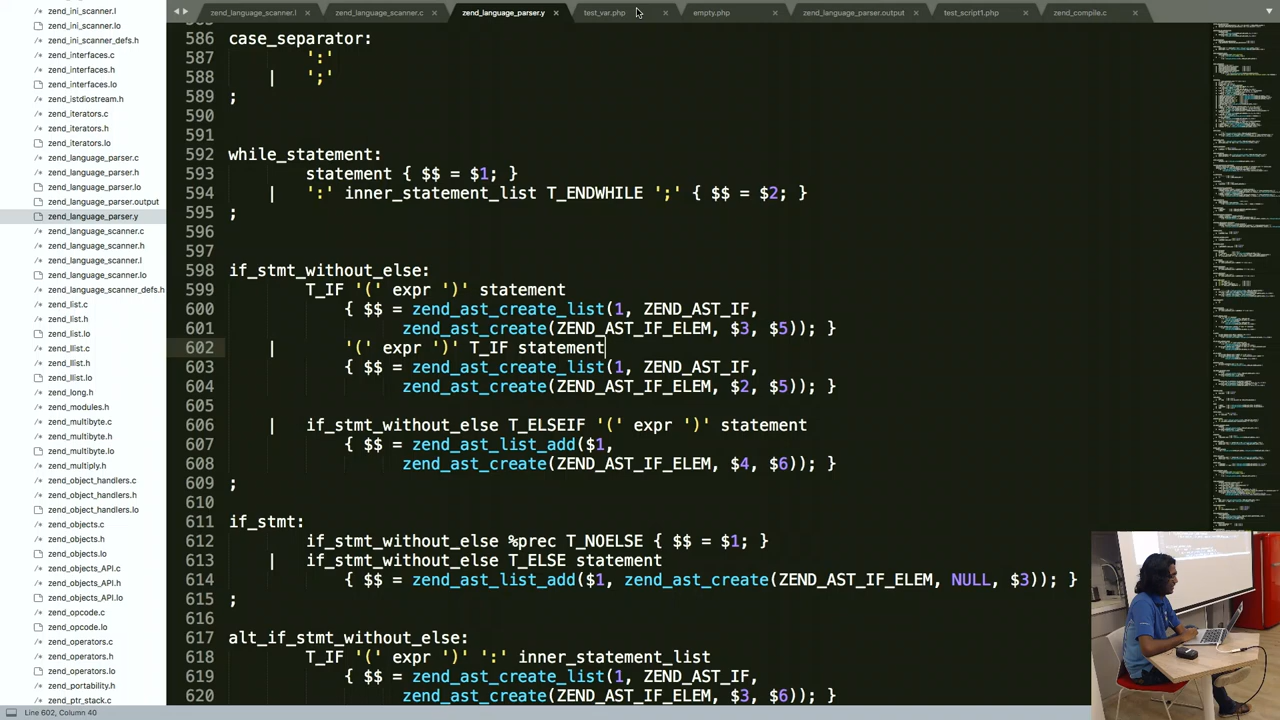 zend_language_scanner.l
zend_language_scanner.c
zend_language_parser.y
test_var.php
empty.php
zend_language_parser.output
test_script1.php
zend_compile.c
zend_ini_scanner.l
zend_ini_scanner.lo
zend_ini_scanner_defs.h
zend_interfaces.c
zend_interfaces.h
zend_interfaces.lo
zend_istdiostream.h
zend_iterators.c
zend_iterators.h
zend_iterators.lo
zend_language_parser.c
zend_language_parser.h
zend_language_parser.lo
zend_language_parser.output
zend_language_parser.y
zend_language_scanner.c
zend_language_scanner.h
zend_language_scanner.l
zend_language_scanner.lo
zend_language_scanner_defs.h
zend_list.c
zend_list.h
zend_list.lo
zend_llist.c
zend_llist.h
zend_llist.lo
zend_long.h
zend_modules.h
zend_multibyte.c
zend_multibyte.h
zend_multibyte.lo
zend_multiply.h
zend_object_handlers.c
zend_object_handlers.h
zend_object_handlers.lo
zend_objects.c
zend_objects.h
zend_objects.lo
zend_objects_API.c
zend_objects_API.h
zend_objects_API.lo
zend_opcode.c
zend_opcode.lo
zend_operators.c
zend_operators.h
zend_operators.lo
zend_portability.h
zend_ptr_stack.c
586 case_separator:
587 ':'
588 | ';'
589 ;
590
591
592 while_statement:
593 statement { $$ = $1; }
594 | ':' inner_statement_list T_ENDWHILE ';' { $$ = $2; }
595 ;
596
597
598 if_stmt_without_else:
599 T_IF '(' expr ')' statement
600 { $$ = zend_ast_create_list(1, ZEND_AST_IF,
601 zend_ast_create(ZEND_AST_IF_ELEM, $3, $5)); }
602 | '(' expr ')' T_IF statement
603 { $$ = zend_ast_create_list(1, ZEND_AST_IF,
604 zend_ast_create(ZEND_AST_IF_ELEM, $2, $5)); }
605
606 | if_stmt_without_else T_ELSEIF '(' expr ')' statement
607 { $$ = zend_ast_list_add($1,
608 zend_ast_create(ZEND_AST_IF_ELEM, $4, $6)); }
609 ;
610
611 if_stmt:
612 if_stmt_without_else %prec T_NOELSE { $$ = $1; }
613 | if_stmt_without_else T_ELSE statement
614 { $$ = zend_ast_list_add($1, zend_ast_create(ZEND_AST_IF_ELEM, NULL, $3)); }
615 ;
616
617 alt_if_stmt_without_else:
618 T_IF '(' expr ')' ':' inner_statement_list
619 { $$ = zend_ast_create_list(1, ZEND_AST_IF,
620 zend_ast_create(ZEND_AST_IF_ELEM, $3, $6)); }
Line 602, Column 40